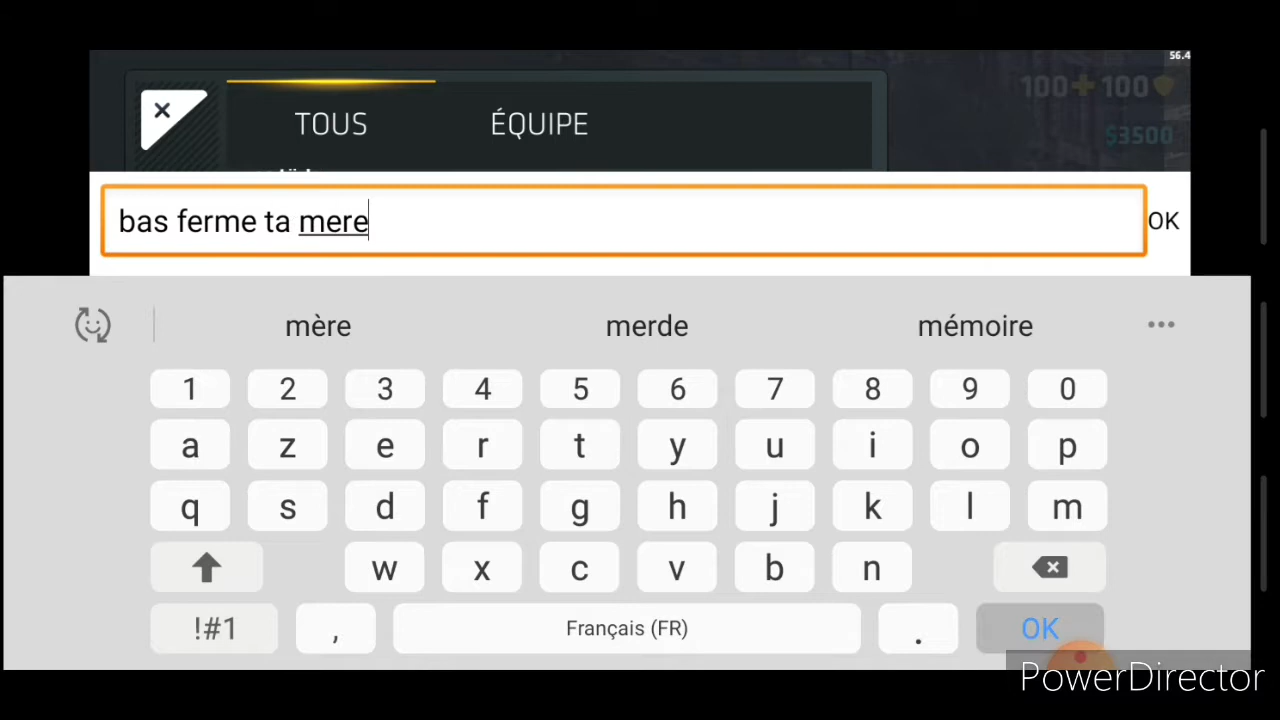 56.4
100 100
$3500
TOUS ÉQUIPE
bas ferme ta mere OK
mère merde mémoire
1 2 3 4 5 6 7 8 9 0
a z e r t y u i o p
q s d f g h j k l m
w x c v b n
!#1 , Français (FR) . OK
PowerDirector